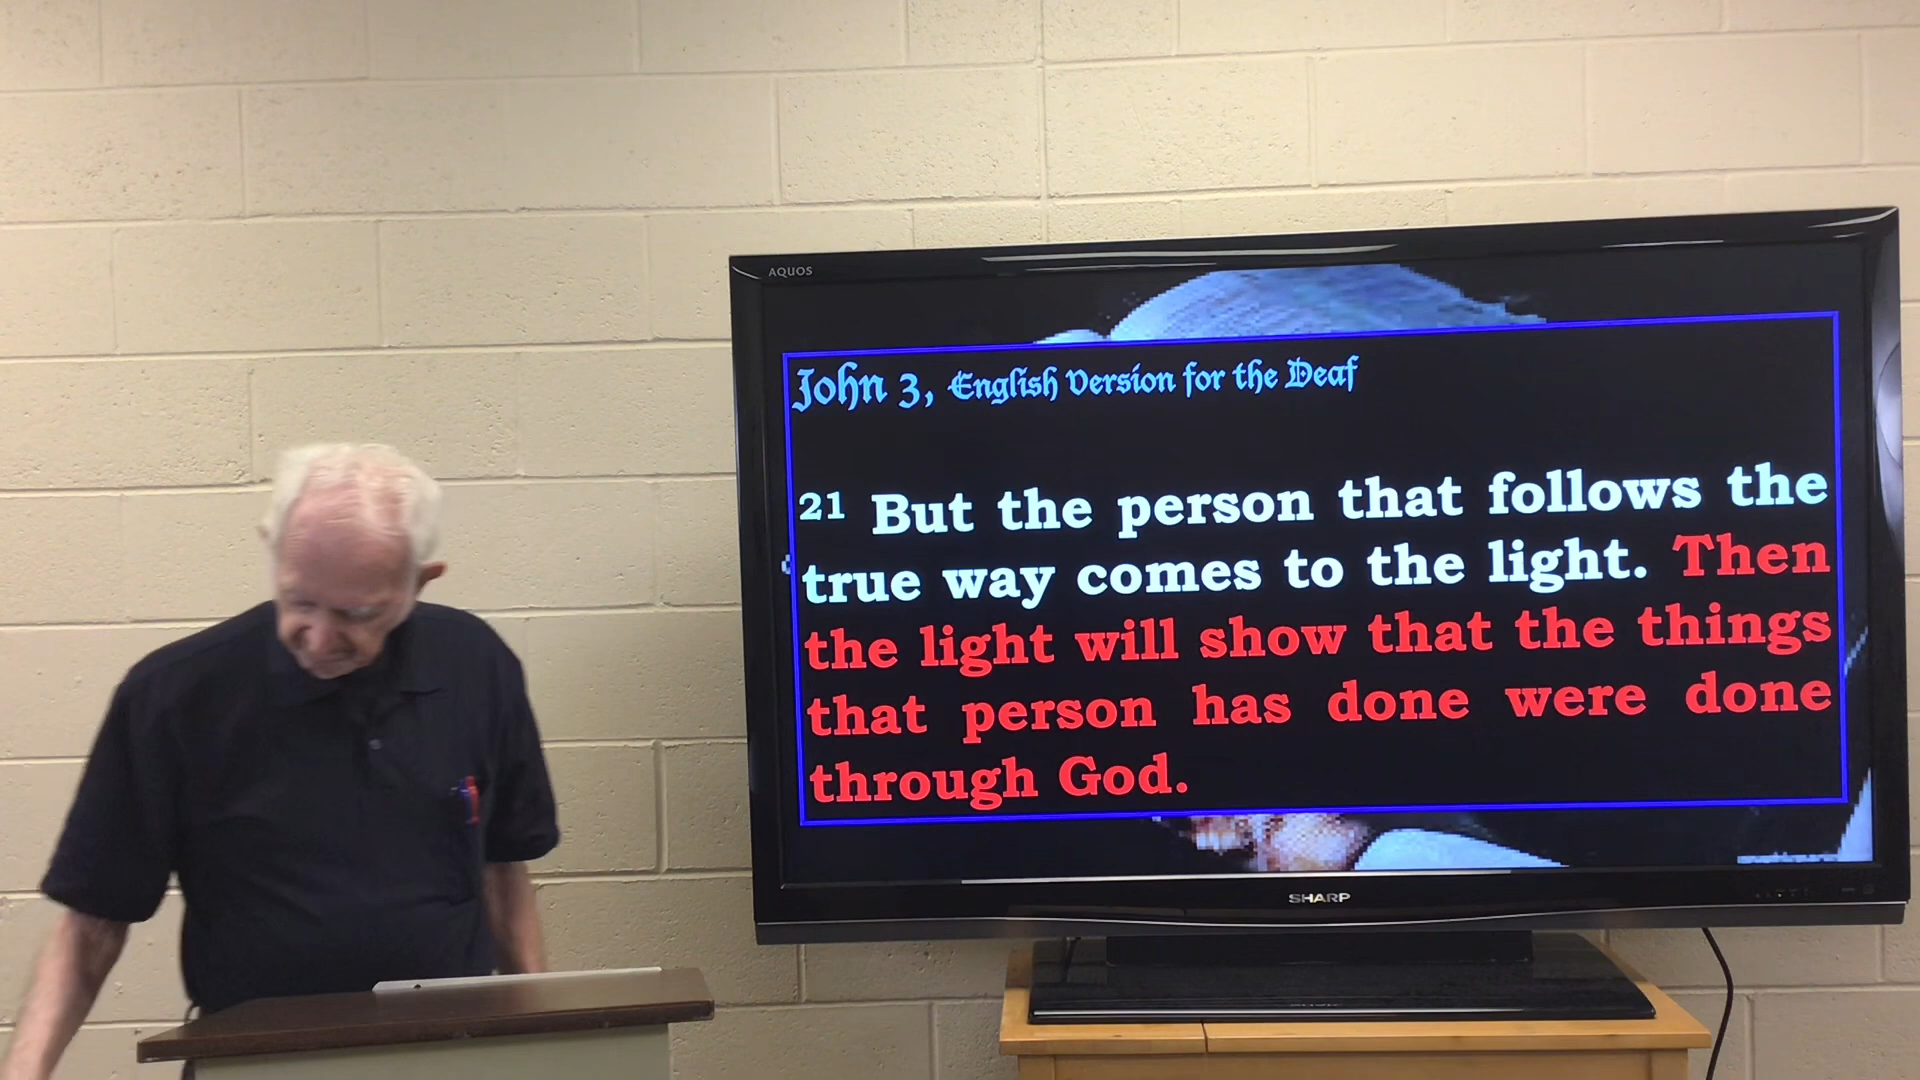 AQUOS
John 3, English Version for the Deaf
21 But the person that follows the
true way comes to the light. Then
the light will show that the things
that person has done were done
through God.
SHARP